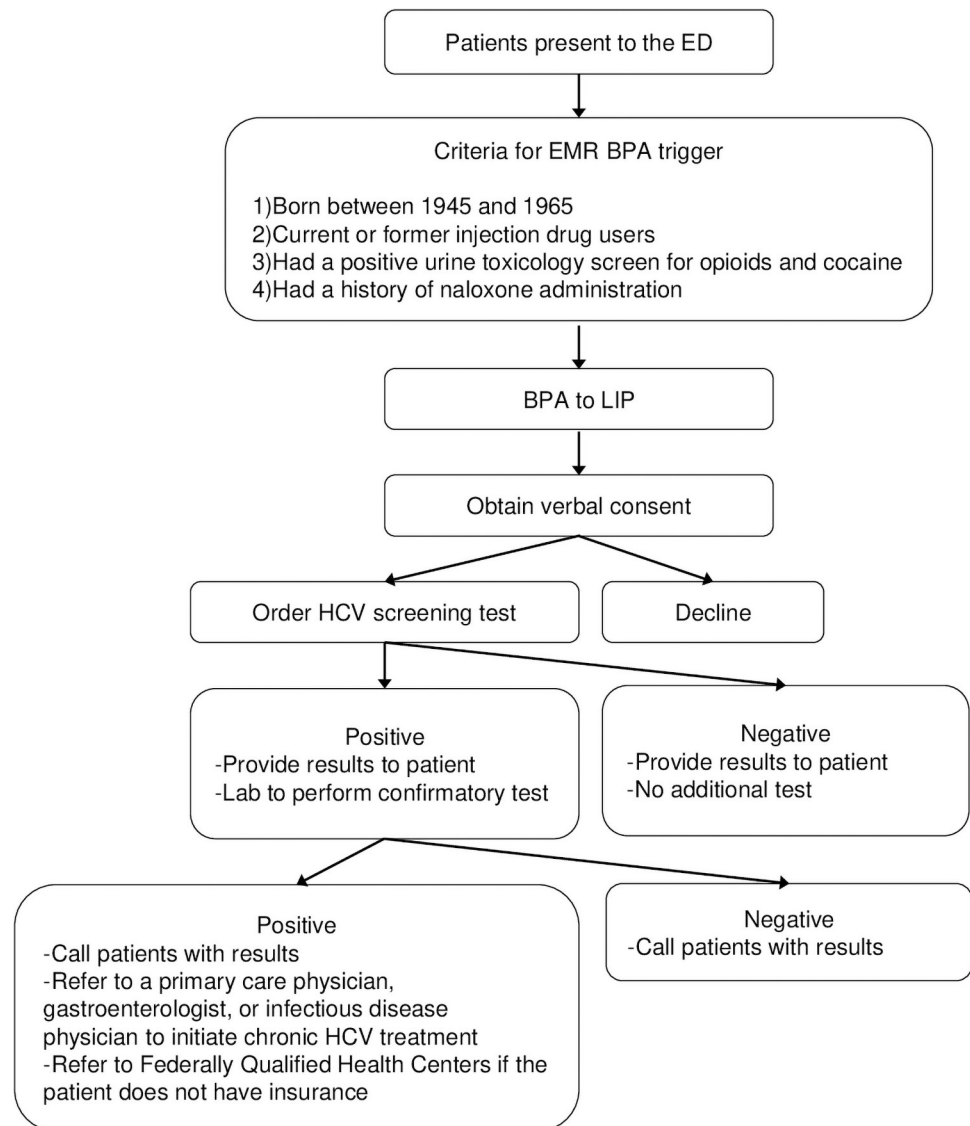 Patients present to the ED
Criteria for EMR BPA trigger
1)Born between 1945 and 1965
2)Current or former injection drug users
3)Had a positive urine toxicology screen for opioids and cocaine
4)Had a history of naloxone administration
BPA to LIP
Obtain verbal consent
Order HCV screening test
Decline
Positive
-Provide results to patient
-Lab to perform confirmatory test
Negative
-Provide results to patient
-No additional test
Positive
-Call patients with results
-Refer to a primary care physician,
gastroenterologist, or infectious disease
physician to initiate chronic HCV treatment
-Refer to Federally Qualified Health Centers if the
patient does not have insurance
Negative
-Call patients with results